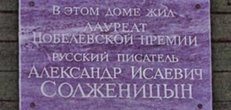 В ЭТОМ ДОМЕ ЖИЛ
ЛАУРЕАТ
НОБЕЛЕВСКОЙ ПРЕМИИ
РУССКИЙ ПИСАТЕЛЬ
АЛЕКСАНДР ИСАЕВИЧ
СОЛЖЕНИЦЫН